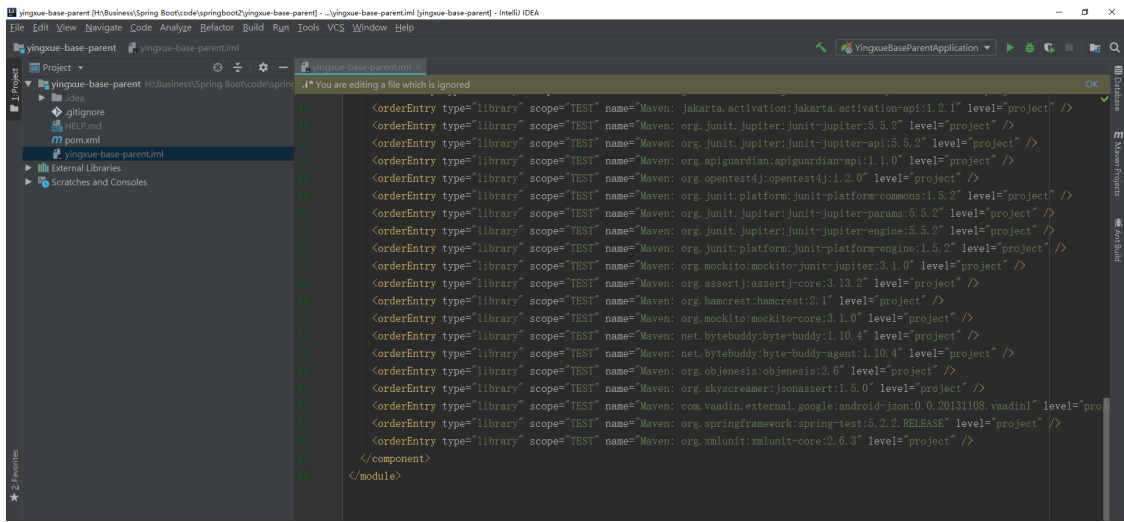 yingxue-base-parent [H:\Business\Spring Boot\code\springboot2\yingxue-base-parent] - ...\yingxue-base-parent.iml [yingxue-base-parent] - IntelliJ IDEA
File Edit View Navigate Code Analyze Refactor Build Run Tools VCS Window Help
yingxue-base-parent yingxue-base-parent.iml YingxueBaseParentApplication
Project yingxue-base-parent.iml
1: Project
yingxue-base-parent H:\Business\Spring Boot\code\spring
.i* You are editing a file which is ignored OK
.idea
.gitignore
HELP.md
pom.xml
yingxue-base-parent.iml
External Libraries
Scratches and Consoles
<orderEntry type="library" scope="TEST" name="Maven: jakarta.activation:jakarta.activation-api:1.2.1" level="project" />
<orderEntry type="library" scope="TEST" name="Maven: org.junit.jupiter:junit-jupiter:5.5.2" level="project" />
<orderEntry type="library" scope="TEST" name="Maven: org.junit.jupiter:junit-jupiter-api:5.5.2" level="project" />
<orderEntry type="library" scope="TEST" name="Maven: org.apiguardian:apiguardian-api:1.1.0" level="project" />
<orderEntry type="library" scope="TEST" name="Maven: org.opentest4j:opentest4j:1.2.0" level="project" />
<orderEntry type="library" scope="TEST" name="Maven: org.junit.platform:junit-platform-commons:1.5.2" level="project" />
<orderEntry type="library" scope="TEST" name="Maven: org.junit.jupiter:junit-jupiter-params:5.5.2" level="project" />
<orderEntry type="library" scope="TEST" name="Maven: org.junit.jupiter:junit-jupiter-engine:5.5.2" level="project" />
<orderEntry type="library" scope="TEST" name="Maven: org.junit.platform:junit-platform-engine:1.5.2" level="project" />
<orderEntry type="library" scope="TEST" name="Maven: org.mockito:mockito-junit-jupiter:3.1.0" level="project" />
<orderEntry type="library" scope="TEST" name="Maven: org.assertj:assertj-core:3.13.2" level="project" />
<orderEntry type="library" scope="TEST" name="Maven: org.hamcrest:hamcrest:2.1" level="project" />
<orderEntry type="library" scope="TEST" name="Maven: org.mockito:mockito-core:3.1.0" level="project" />
<orderEntry type="library" scope="TEST" name="Maven: net.bytebuddy:byte-buddy:1.10.4" level="project" />
<orderEntry type="library" scope="TEST" name="Maven: net.bytebuddy:byte-buddy-agent:1.10.4" level="project" />
<orderEntry type="library" scope="TEST" name="Maven: org.objenesis:objenesis:2.6" level="project" />
<orderEntry type="library" scope="TEST" name="Maven: org.skyscreamer:jsonassert:1.5.0" level="project" />
<orderEntry type="library" scope="TEST" name="Maven: com.vaadin.external.google:android-json:0.0.20131108.vaadin1" level="pro
<orderEntry type="library" scope="TEST" name="Maven: org.springframework:spring-test:5.2.2.RELEASE" level="project" />
<orderEntry type="library" scope="TEST" name="Maven: org.xmlunit:xmlunit-core:2.6.3" level="project" />
</component>
</module>
2: Favorites
Database
Maven Projects
Ant Build